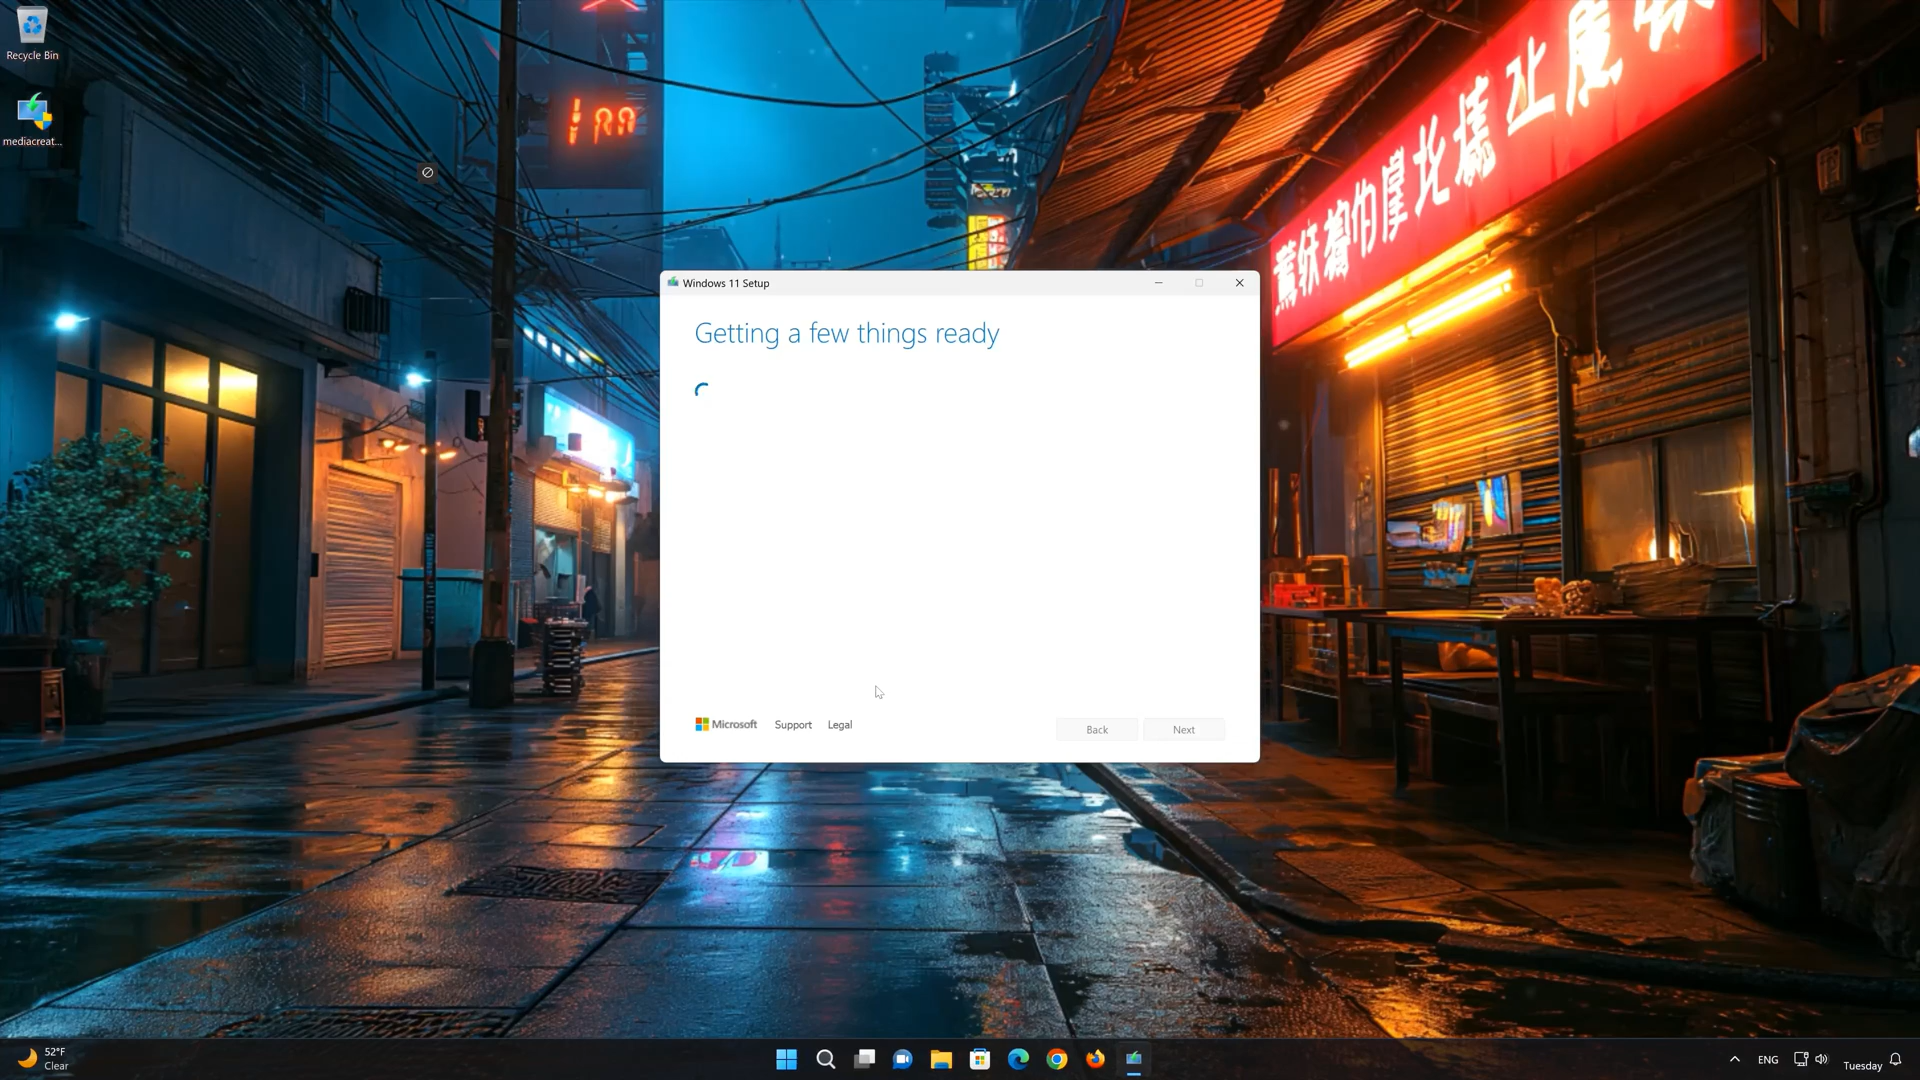 Recycle Bin
mediacreat...
Inn
Windows 11 Setup
Getting a few things ready
Microsoft Support Legal
Back Next
52°F
Clear
ENG
Tuesday